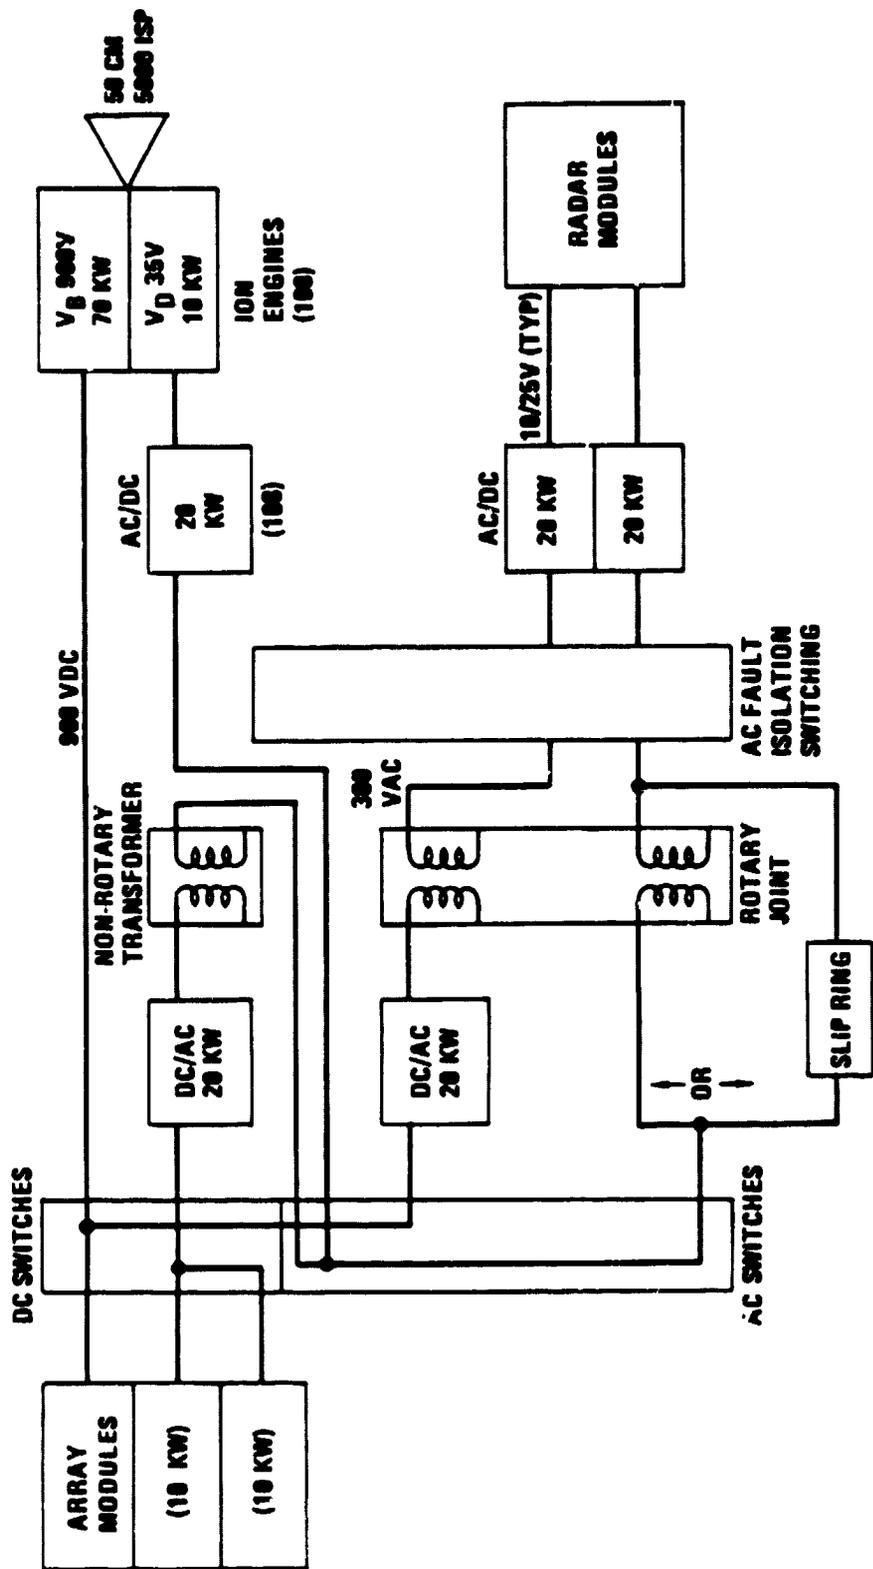 50 CM
5000 ISP
V_B 900V
70 KW
V_D 35V
10 KW
ION
ENGINES
(100)
900 VDC
AC/DC
20
KW
(100)
NON-ROTARY
TRANSFORMER
DC/AC
20 KW
DC SWITCHES
ARRAY
MODULES
(10 KW)
(10 KW)
RADAR
MODULES
10/25V (TYP)
AC/DC
20 KW
20 KW
AC FAULT
ISOLATION
SWITCHING
300
VAC
ROTARY
JOINT
DC/AC
20 KW
OR
SLIP RING
AC SWITCHES